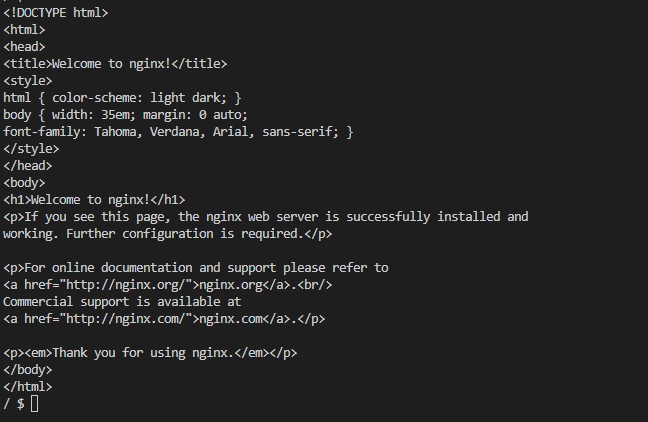 <!DOCTYPE html>
<html>
<head>
<title>Welcome to nginx!</title>
<style>
html { color-scheme: light dark; }
body { width: 35em; margin: 0 auto;
font-family: Tahoma, Verdana, Arial, sans-serif; }
</style>
</head>
<body>
<h1>Welcome to nginx!</h1>
<p>If you see this page, the nginx web server is successfully installed and
working. Further configuration is required.</p>

<p>For online documentation and support please refer to
<a href="http://nginx.org/">nginx.org</a>.<br/>
Commercial support is available at
<a href="http://nginx.com/">nginx.com</a>.</p>

<p><em>Thank you for using nginx.</em></p>
</body>
</html>
/ $